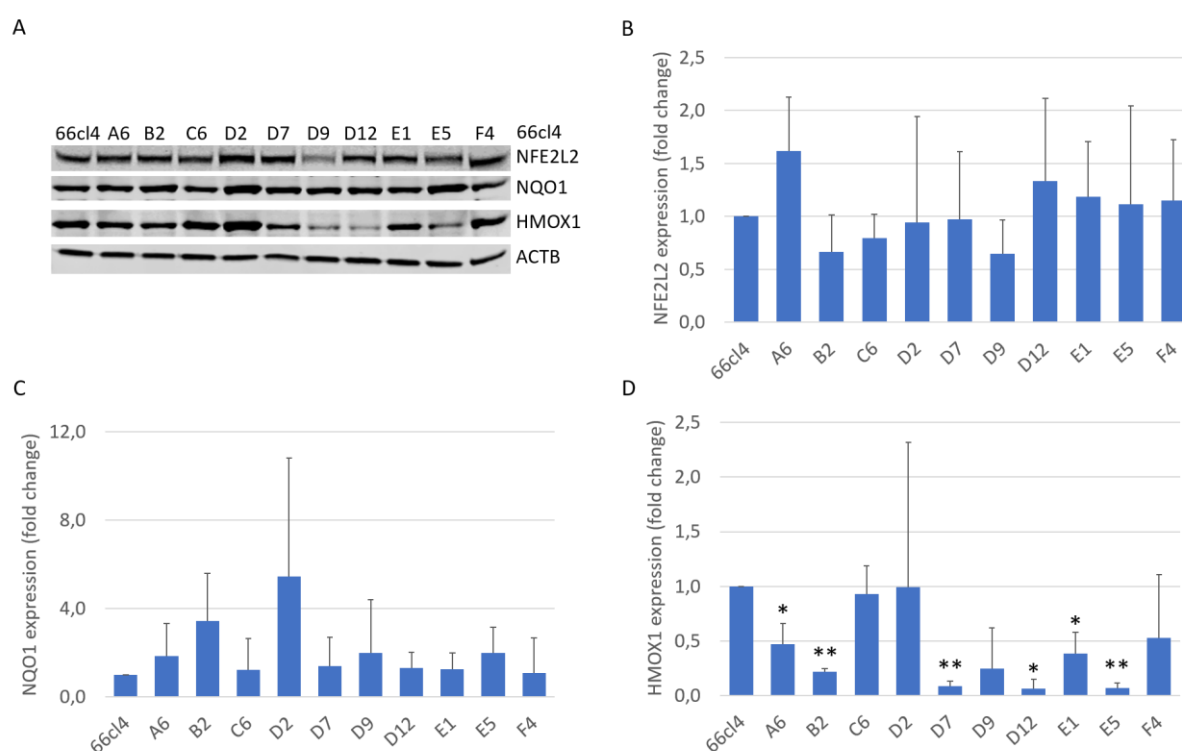 A
66cl4 A6 B2 C6 D2 D7 D9 D12 E1 E5 F4 66cl4
NFE2L2
NQO1
HMOX1
ACTB
B
NFE2L2 expression (fold change)
2,5
2,0
1,5
1,0
0,5
0,0
66cl4 A6 B2 C6 D2 D7 D9 D12 E1 E5 F4
C
NQO1 expression (fold change)
12,0
8,0
4,0
0,0
66cl4 A6 B2 C6 D2 D7 D9 D12 E1 E5 F4
D
HMOX1 expression (fold change)
2,5
2,0
1,5
1,0
0,5
0,0
* ** ** * * **
66cl4 A6 B2 C6 D2 D7 D9 D12 E1 E5 F4